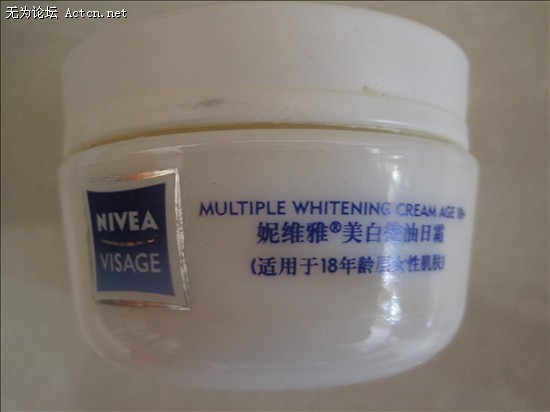 无为论坛 Actcn.net
NIVEA
VISAGE
MULTIPLE WHITENING CREAM AGE 18+
妮维雅®美白控油日霜
(适用于18年龄层女性肌肤)